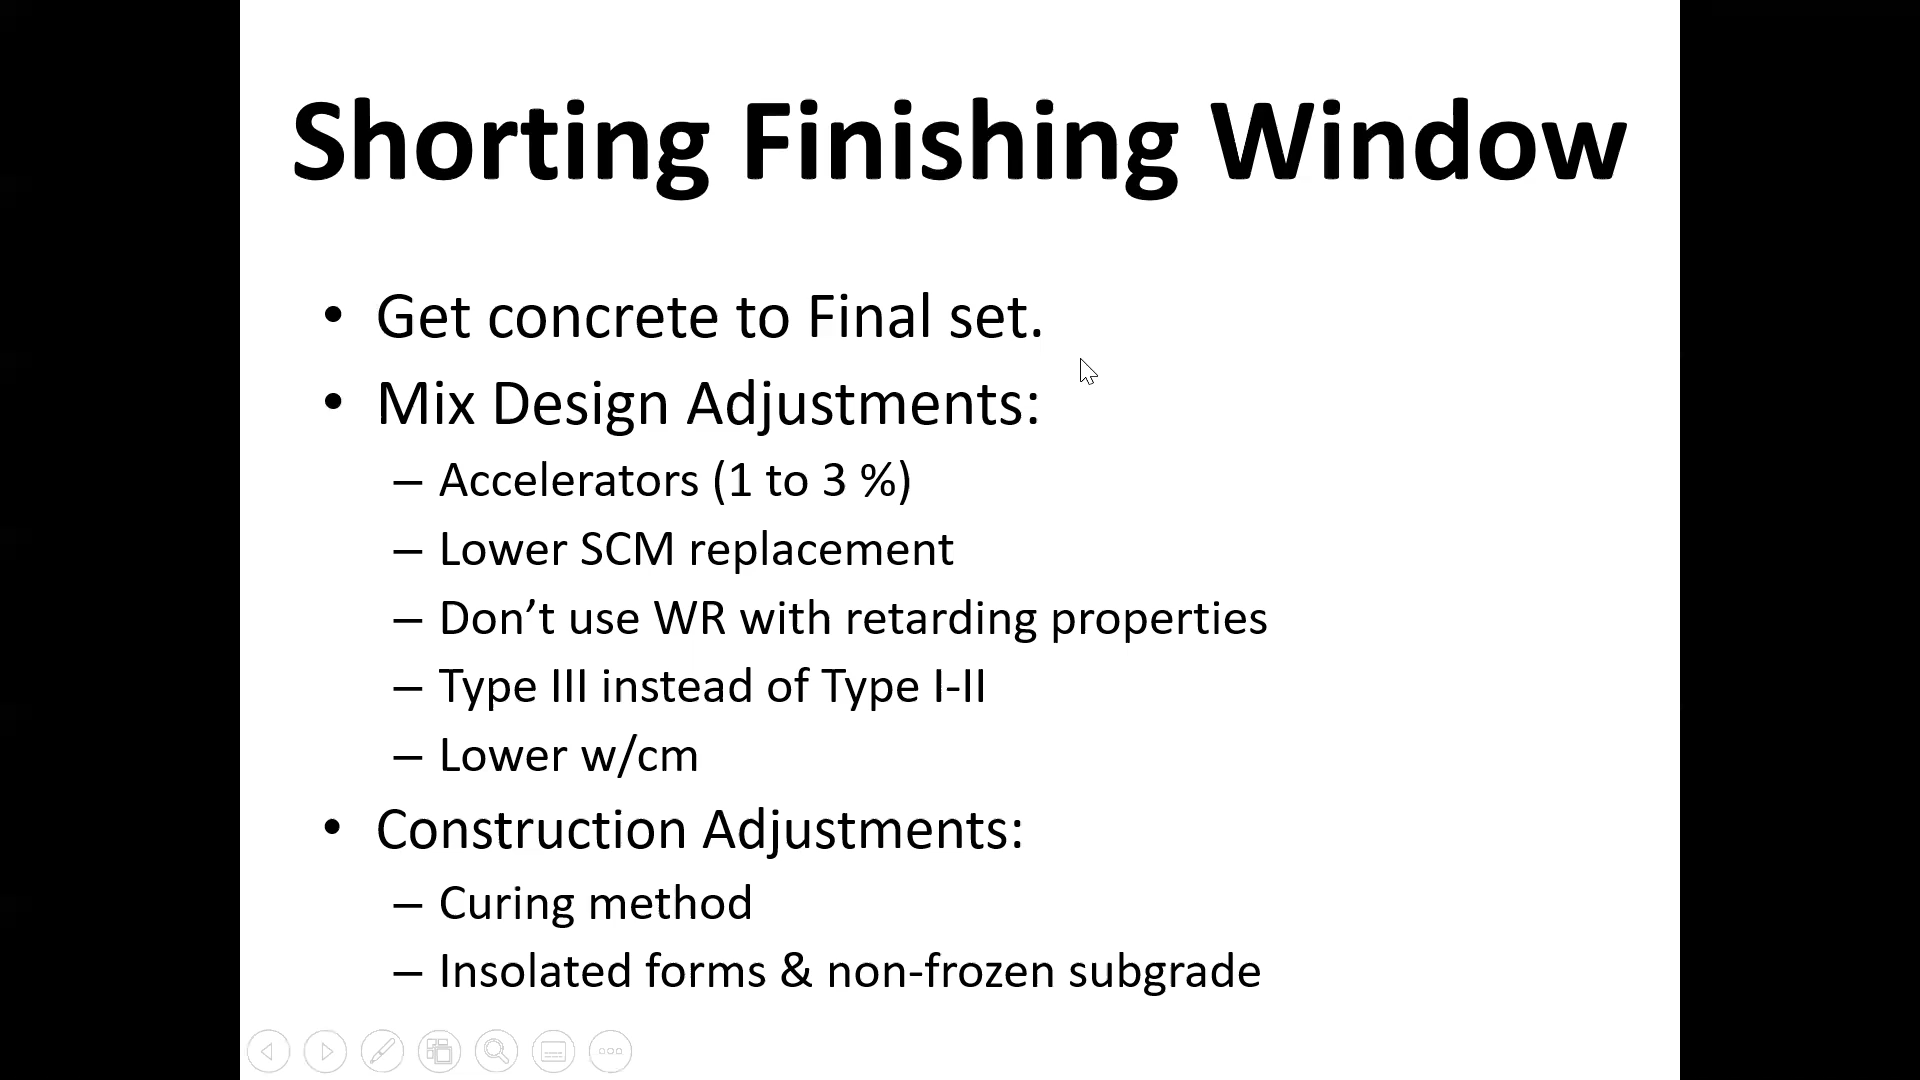 Shorting Finishing Window
• Get concrete to Final set.
• Mix Design Adjustments:
– Accelerators (1 to 3 %)
– Lower SCM replacement
– Don’t use WR with retarding properties
– Type III instead of Type I-II
– Lower w/cm
• Construction Adjustments:
– Curing method
– Insolated forms & non-frozen subgrade